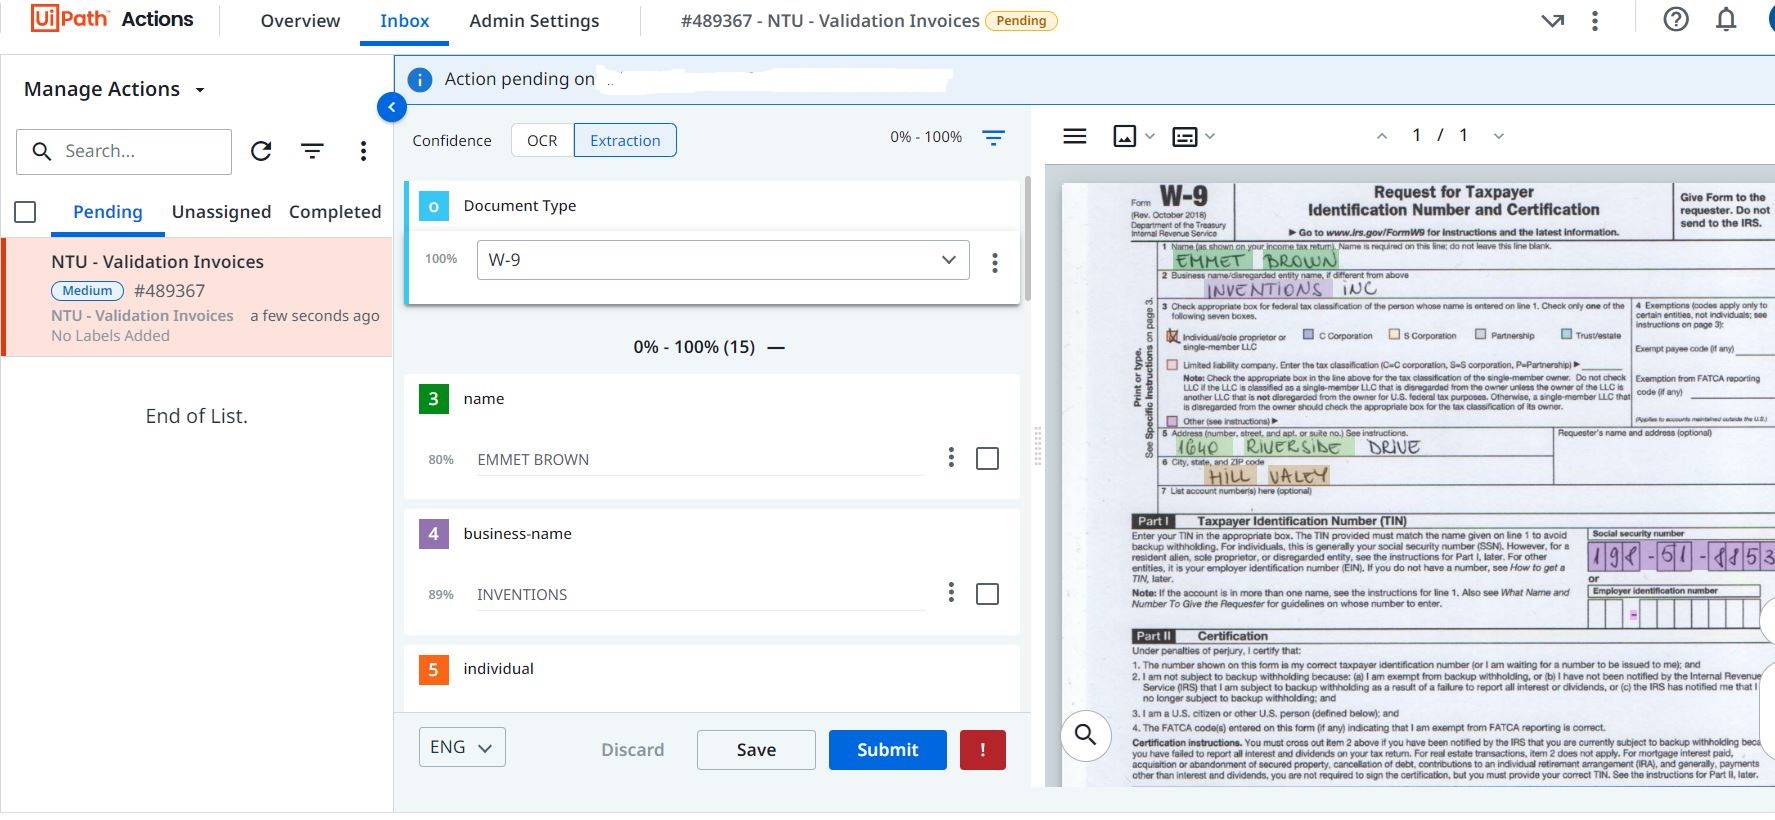 UiPath™ Actions
Overview
Inbox
Admin Settings
#489367 - NTU - Validation Invoices
Pending
Manage Actions
Search...
Pending
Unassigned
Completed
NTU - Validation Invoices
Medium
#489367
NTU - Validation Invoices a few seconds ago
No Labels Added
End of List.
Action pending on
Confidence
OCR
Extraction
0% - 100%
o Document Type
100% W-9
0% - 100% (15)
3 name
80% EMMET BROWN
4 business-name
89% INVENTIONS
5 individual
ENG
Discard
Save
Submit
!
1 / 1
Form W-9
(Rev. October 2018)
Department of the Treasury
Internal Revenue Service
Request for Taxpayer
Identification Number and Certification
▶ Go to www.irs.gov/FormW9 for instructions and the latest information.
Give Form to the
requester. Do not
send to the IRS.
Print or type.
See Specific Instructions on page 3.
1 Name (as shown on your income tax return). Name is required on this line; do not leave this line blank.
EMMET BROWN
2 Business name/disregarded entity name, if different from above
INVENTIONS INC
3 Check appropriate box for federal tax classification of the person whose name is entered on line 1. Check only one of the
following seven boxes.
Individual/sole proprietor or
single-member LLC
C Corporation
S Corporation
Partnership
Trust/estate
Limited liability company. Enter the tax classification (C=C corporation, S=S corporation, P=Partnership) ▶
Note: Check the appropriate box in the line above for the tax classification of the single-member owner. Do not check
LLC if the LLC is classified as a single-member LLC that is disregarded from the owner unless the owner of the LLC is
another LLC that is not disregarded from the owner for U.S. federal tax purposes. Otherwise, a single-member LLC that
is disregarded from the owner should check the appropriate box for the tax classification of its owner.
Other (see instructions) ▶
4 Exemptions (codes apply only to
certain entities, not individuals; see
instructions on page 3):
Exempt payee code (if any)
Exemption from FATCA reporting
code (if any)
(Applies to accounts maintained outside the U.S.)
5 Address (number, street, and apt. or suite no.) See instructions.
1640 RIVERSIDE DRIVE
Requester's name and address (optional)
6 City, state, and ZIP code
HILL VALEY
7 List account number(s) here (optional)
Part I Taxpayer Identification Number (TIN)
Enter your TIN in the appropriate box. The TIN provided must match the name given on line 1 to avoid
backup withholding. For individuals, this is generally your social security number (SSN). However, for a
resident alien, sole proprietor, or disregarded entity, see the instructions for Part I, later. For other
entities, it is your employer identification number (EIN). If you do not have a number, see How to get a
TIN, later.
Note: If the account is in more than one name, see the instructions for line 1. Also see What Name and
Number To Give the Requester for guidelines on whose number to enter.
Social security number
198-51-8853
or
Employer identification number
-
Part II Certification
Under penalties of perjury, I certify that:
1. The number shown on this form is my correct taxpayer identification number (or I am waiting for a number to be issued to me); and
2. I am not subject to backup withholding because: (a) I am exempt from backup withholding, or (b) I have not been notified by the Internal Revenue
Service (IRS) that I am subject to backup withholding as a result of a failure to report all interest or dividends, or (c) the IRS has notified me that I
no longer subject to backup withholding; and
3. I am a U.S. citizen or other U.S. person (defined below); and
4. The FATCA code(s) entered on this form (if any) indicating that I am exempt from FATCA reporting is correct.
Certification instructions. You must cross out item 2 above if you have been notified by the IRS that you are currently subject to backup withholding beca
you have failed to report all interest and dividends on your tax return. For real estate transactions, item 2 does not apply. For mortgage interest paid,
acquisition or abandonment of secured property, cancellation of debt, contributions to an individual retirement arrangement (IRA), and generally, payments
other than interest and dividends, you are not required to sign the certification, but you must provide your correct TIN. See the instructions for Part II, later.